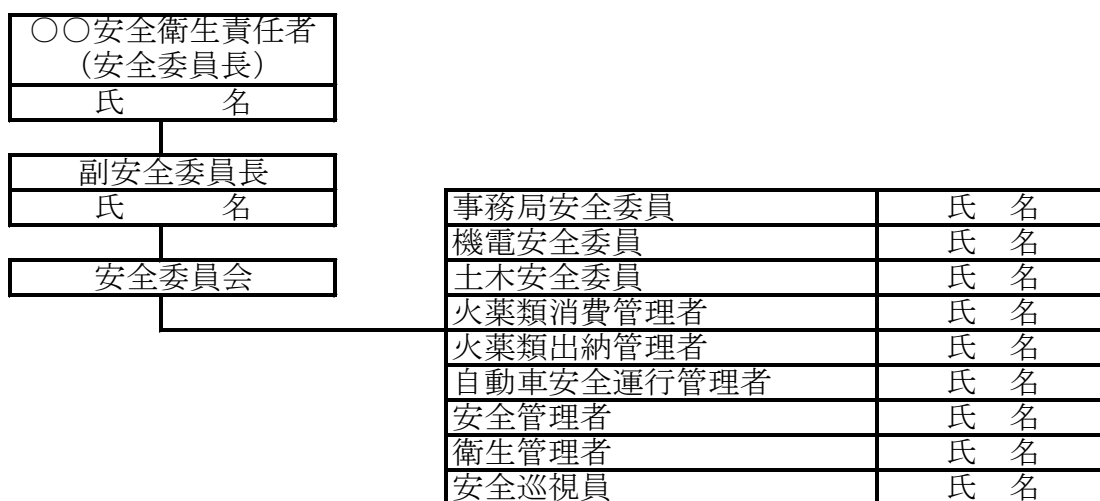 ○○安全衛生責任者
(安全委員長)
氏 名
副安全委員長
氏 名
安全委員会
事務局安全委員 氏 名
機電安全委員 氏 名
土木安全委員 氏 名
火薬類消費管理者 氏 名
火薬類出納管理者 氏 名
自動車安全運行管理者 氏 名
安全管理者 氏 名
衛生管理者 氏 名
安全巡視員 氏 名